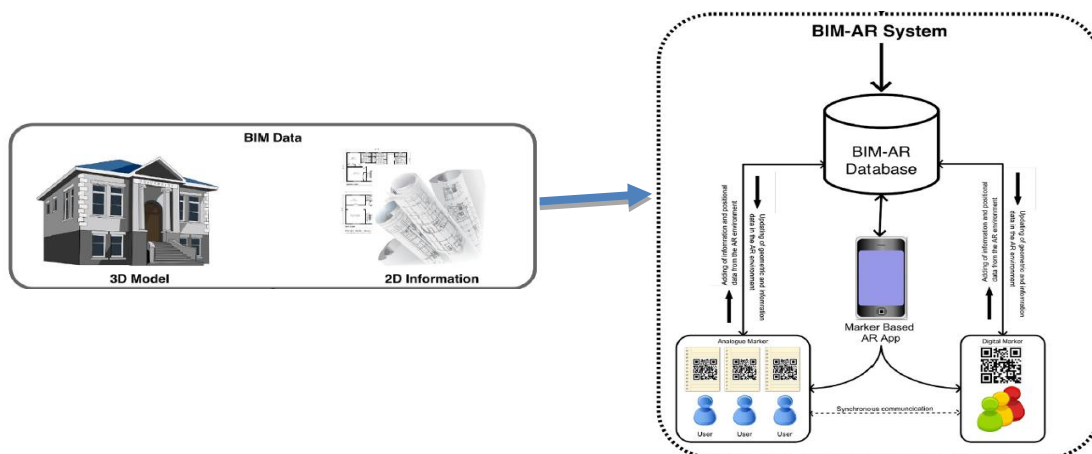 BIM Data
3D Model
2D Information
BIM-AR System
BIM-AR
Database
Adding of information and positional
data from the AR environment
Updating of geometric and information
data in the AR environment
Adding of information and positional
data from the AR environment
Updating of geometric and information
data in the AR environment
Marker Based
AR App
Analogue Marker
User
User
User
Digital Marker
Synchronous communcication